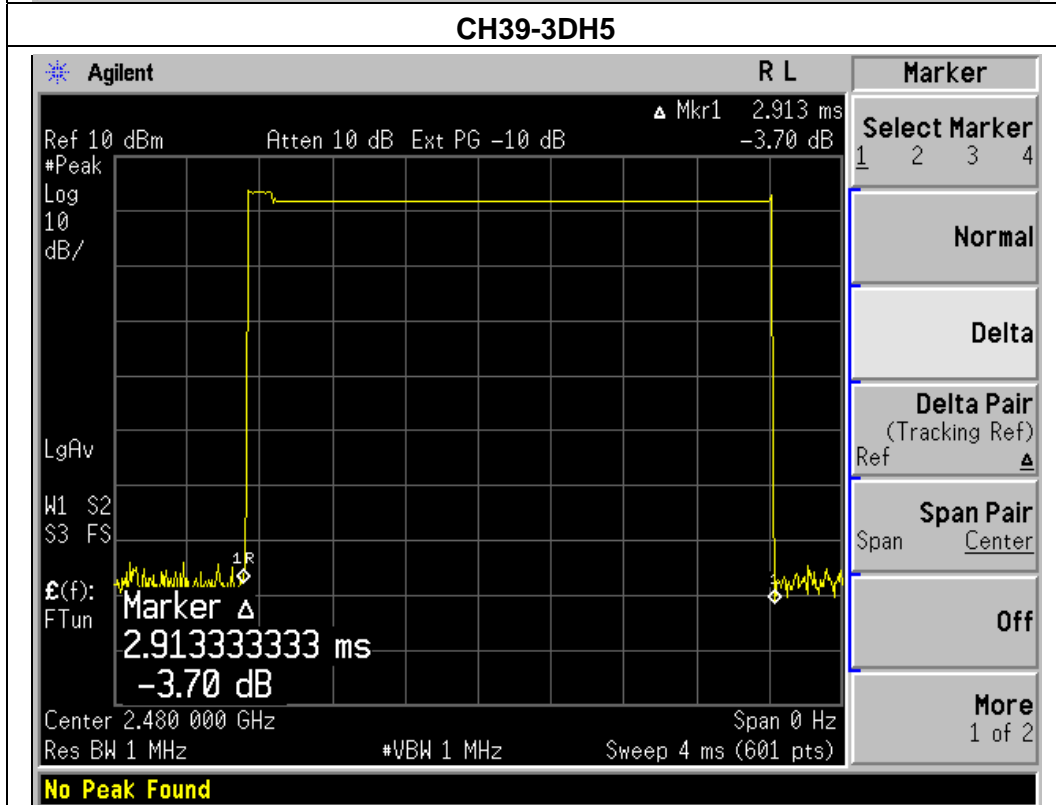 CH39-3DH5
Agilent
R L
Marker
Δ Mkr1 2.913 ms
Ref 10 dBm Atten 10 dB Ext PG -10 dB -3.70 dB
#Peak
Log
10
dB/
LgAv
W1 S2
S3 FS
£(f):
FTun
1R
1
Marker Δ
2.913333333 ms
-3.70 dB
Center 2.480 000 GHz Span 0 Hz
Res BW 1 MHz #VBW 1 MHz Sweep 4 ms (601 pts)
No Peak Found
Select Marker
1 2 3 4
Normal
Delta
Delta Pair
(Tracking Ref)
Ref Δ
Span Pair
Span Center
Off
More
1 of 2